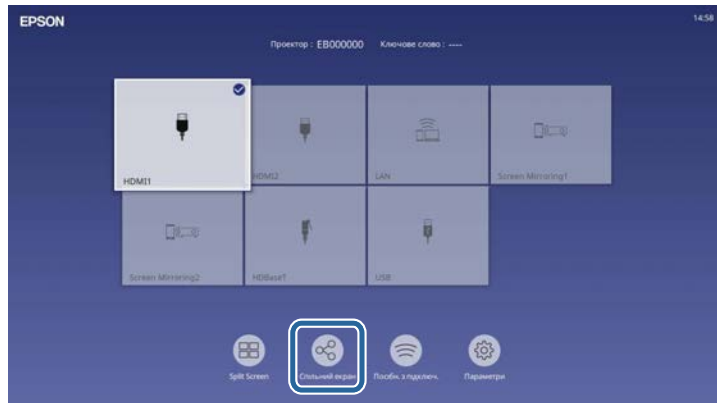 EPSON
14:58
Проектор : EB000000 Ключове слово : ----
HDMI1
HDMI2
LAN
Screen Mirroring1
Screen Mirroring2
HDBaseT
USB
Split Screen
Спільний екран
Посібн. з підключ.
Параметри